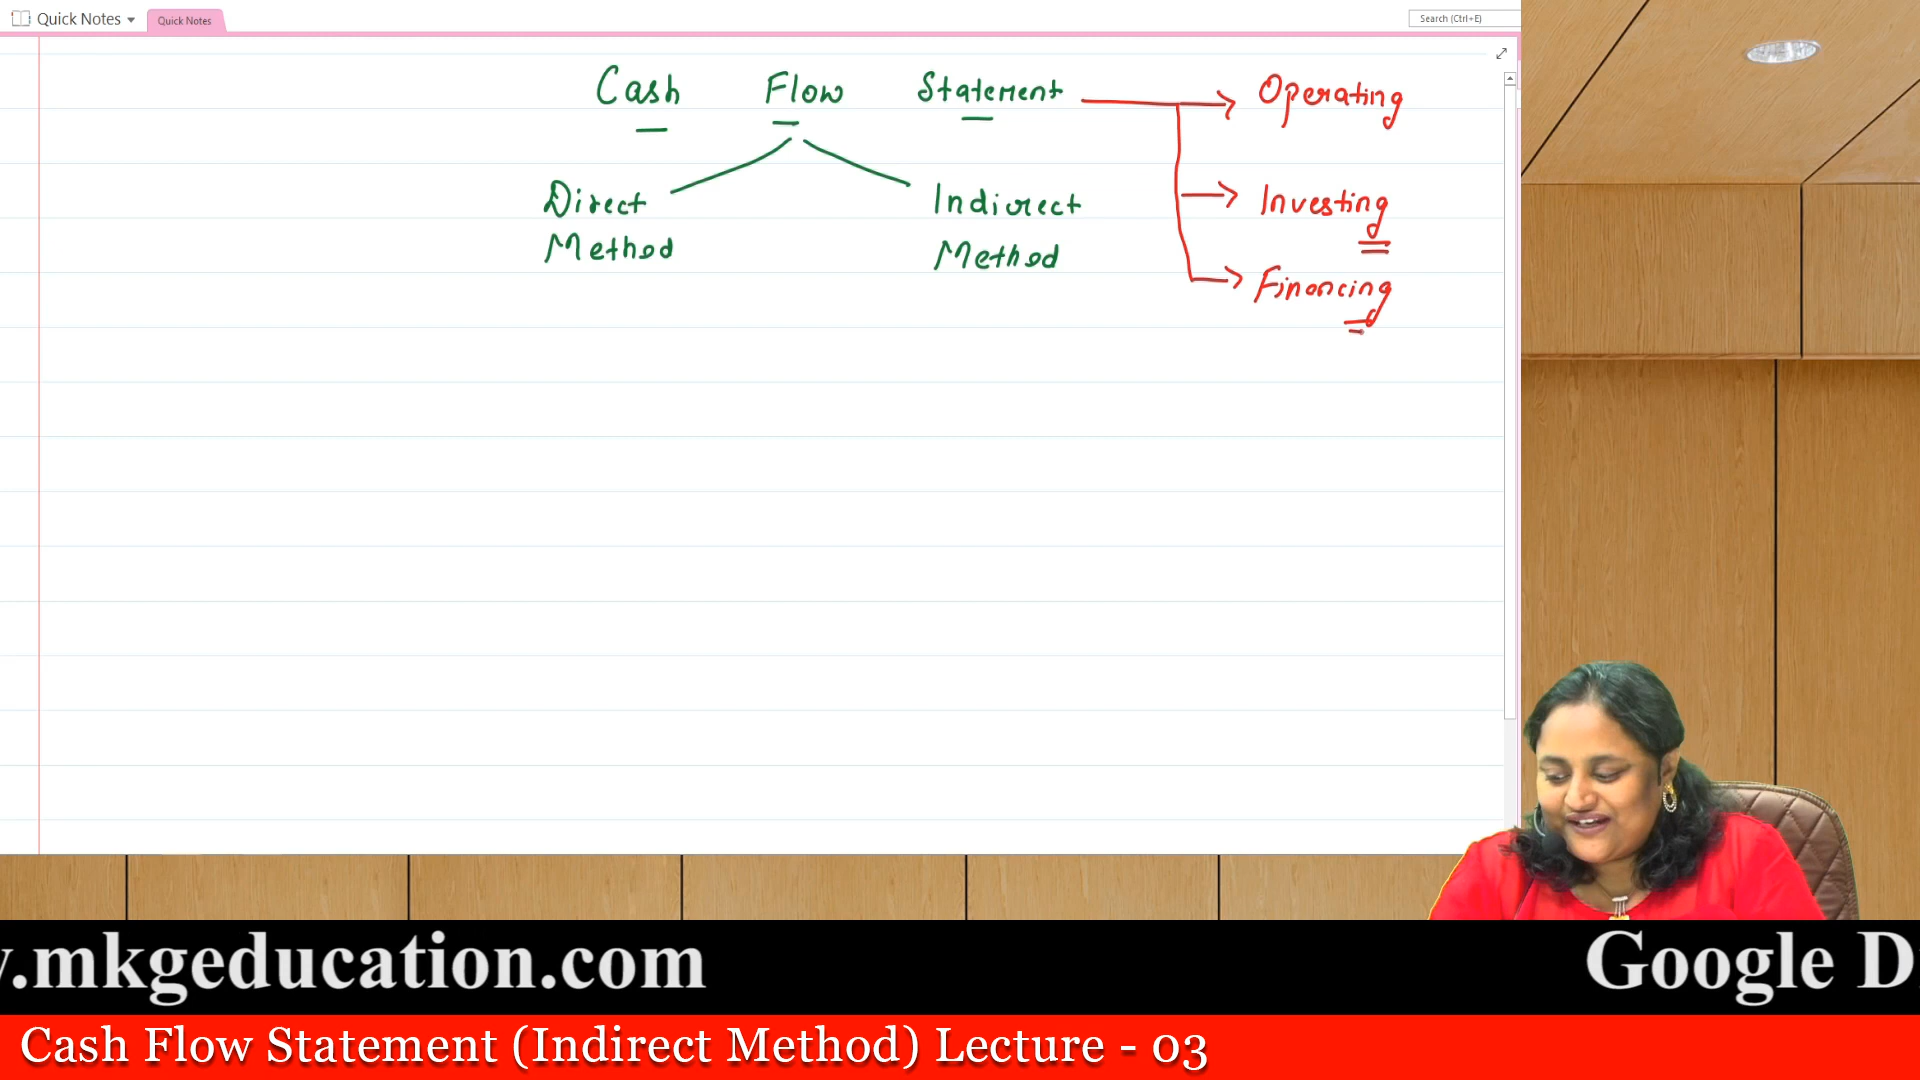 Quick Notes
Quick Notes
Search (Ctrl+E)
Cash Flow Statement
Operating
Direct Method
Indirect Method
Investing
Financing
.mkgeducation.com
Google D
Cash Flow Statement (Indirect Method) Lecture - 03